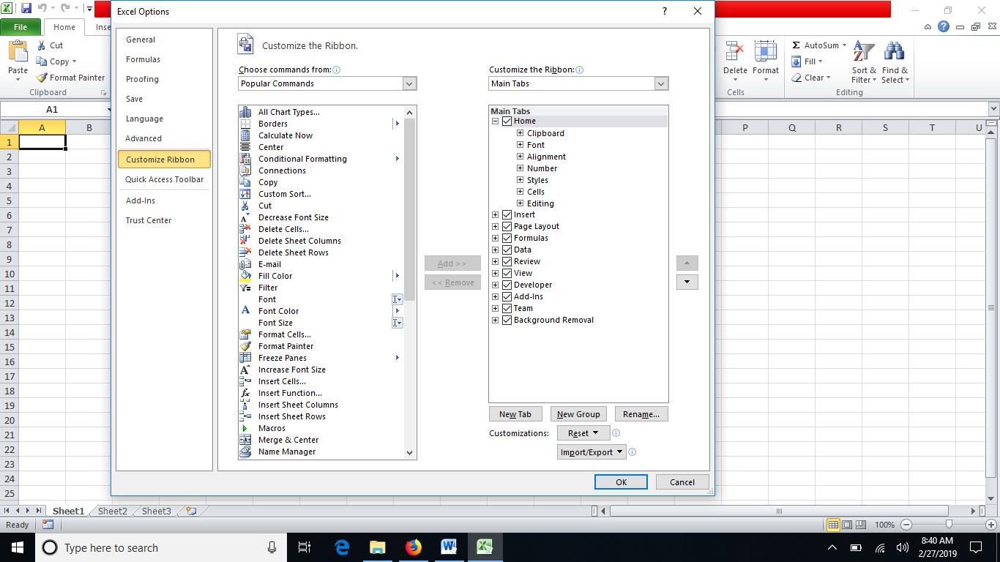 Excel Options
?
File
Home
Inse
Paste
Cut
Copy
Format Painter
Clipboard
Delete
Format
Cells
AutoSum
Fill
Clear
Sort &
Filter
Find &
Select
Editing
A1
General
Formulas
Proofing
Save
Language
Advanced
Customize Ribbon
Quick Access Toolbar
Add-Ins
Trust Center
Customize the Ribbon.
Choose commands from:
Popular Commands
All Chart Types...
Borders
Calculate Now
Center
Conditional Formatting
Connections
Copy
Custom Sort...
Cut
Decrease Font Size
Delete Cells...
Delete Sheet Columns
Delete Sheet Rows
E-mail
Fill Color
Filter
Font
Font Color
Font Size
Format Cells...
Format Painter
Freeze Panes
Increase Font Size
Insert Cells...
Insert Function...
Insert Sheet Columns
Insert Sheet Rows
Macros
Merge & Center
Name Manager
Add >>
<< Remove
Customize the Ribbon:
Main Tabs
Main Tabs
Home
Clipboard
Font
Alignment
Number
Styles
Cells
Editing
Insert
Page Layout
Formulas
Data
Review
View
Developer
Add-Ins
Team
Background Removal
New Tab
New Group
Rename...
Customizations:
Reset
Import/Export
OK
Cancel
A B P Q R S T U
1
2
3
4
5
6
7
8
9
10
11
12
13
14
15
16
17
18
19
20
21
22
23
24
25
Sheet1 Sheet2 Sheet3
Ready
100%
Type here to search
8:40 AM
2/27/2019